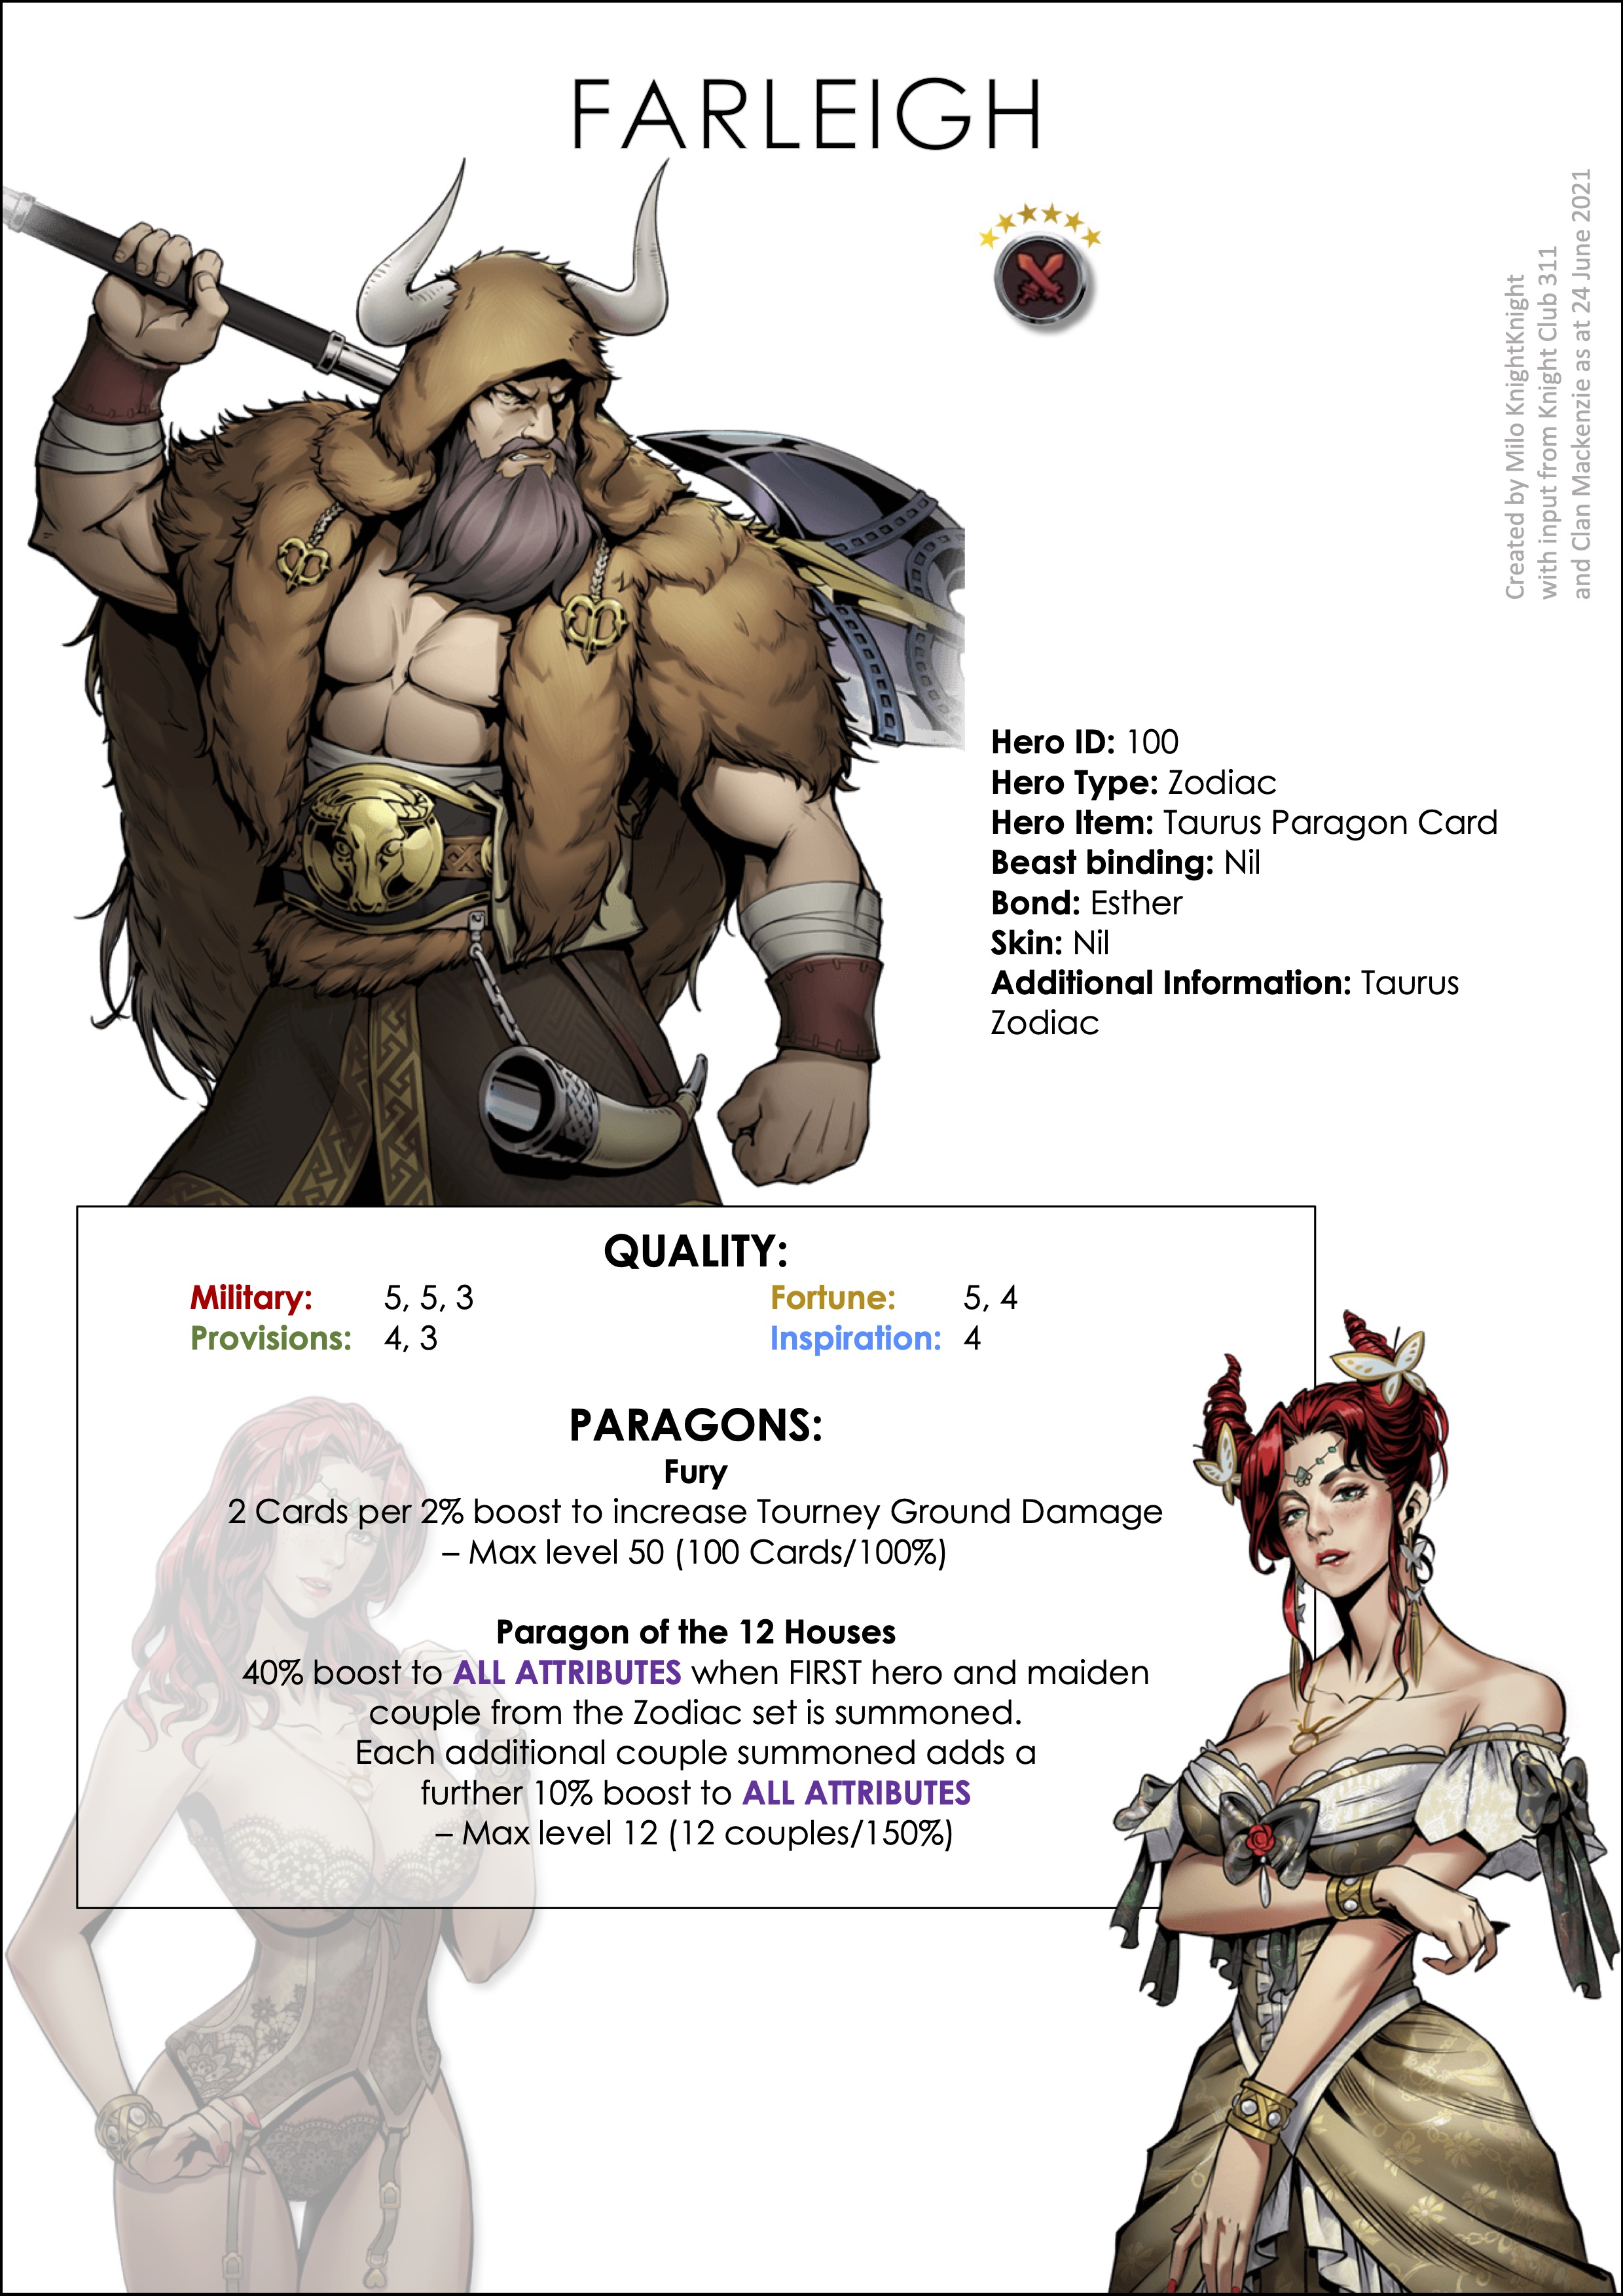 FARLEIGH
Created by Milo KnightKnight
with input from Knight Club 311
and Clan Mackenzie as at 24 June 2021
Hero ID: 100
Hero Type: Zodiac
Hero Item: Taurus Paragon Card
Beast binding: Nil
Bond: Esther
Skin: Nil
Additional Information: Taurus
Zodiac
QUALITY:
Military: 5, 5, 3 Fortune: 5, 4
Provisions: 4, 3 Inspiration: 4
PARAGONS:
Fury
2 Cards per 2% boost to increase Tourney Ground Damage
– Max level 50 (100 Cards/100%)
Paragon of the 12 Houses
40% boost to ALL ATTRIBUTES when FIRST hero and maiden
couple from the Zodiac set is summoned.
Each additional couple summoned adds a
further 10% boost to ALL ATTRIBUTES
– Max level 12 (12 couples/150%)